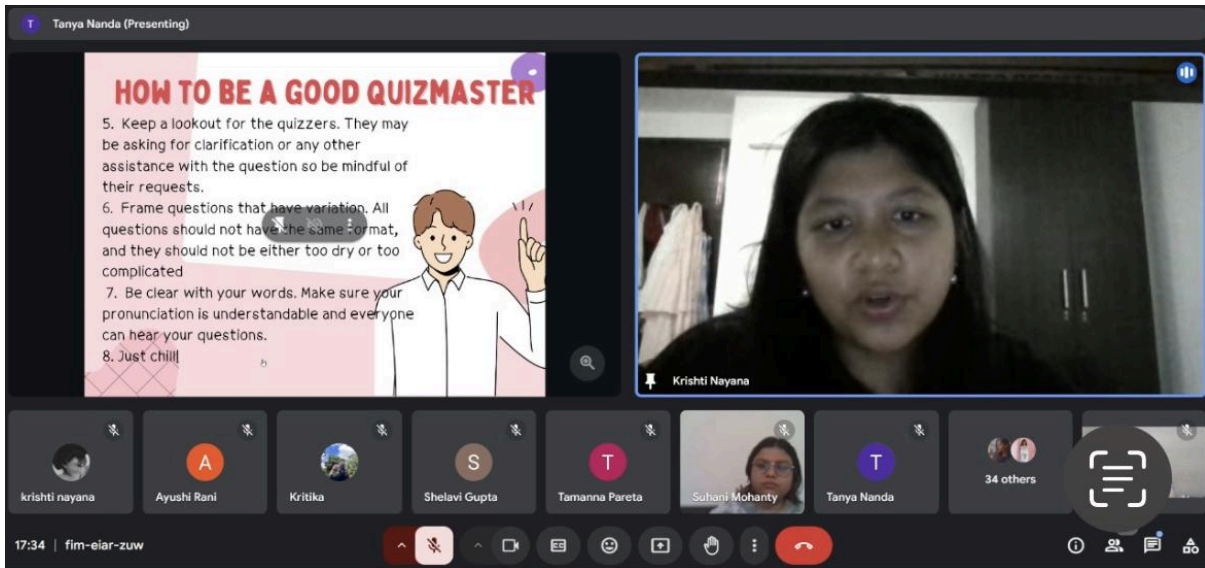 T Tanya Nanda (Presenting)
HOW TO BE A GOOD QUIZMASTER
5. Keep a lookout for the quizzers. They may
be asking for clarification or any other
assistance with the question so be mindful of
their requests.
6. Frame questions that have variation. All
questions should not have the same format,
and they should not be either too dry or too
complicated
7. Be clear with your words. Make sure your
pronunciation is understandable and everyone
can hear your questions.
8. Just chill
Krishti Nayana
krishti nayana
A
Ayushi Rani
Kritika
S
Shelavi Gupta
T
Tamanna Pareta
Suhani Mohanty
T
Tanya Nanda
34 others
17:34 | fim-eiar-zuw